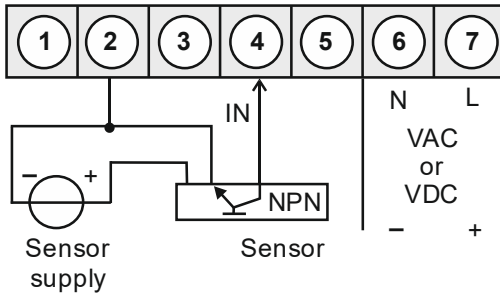 1 2 3 4 5 6 7
IN
N L
VAC
or
VDC
− +
− +
NPN
Sensor
supply
Sensor